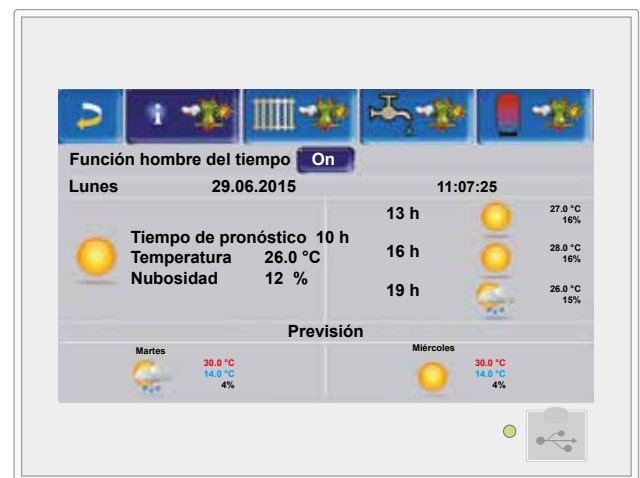 i
Función hombre del tiempo On
Lunes 29.06.2015 11:07:25
Tiempo de pronóstico 10 h
Temperatura 26.0 °C
Nubosidad 12 %
13 h 27.0 °C
16%
16 h 28.0 °C
16%
19 h 26.0 °C
15%
Previsión
Martes
30.0 °C
14.0 °C
4%
Miércoles
30.0 °C
14.0 °C
4%